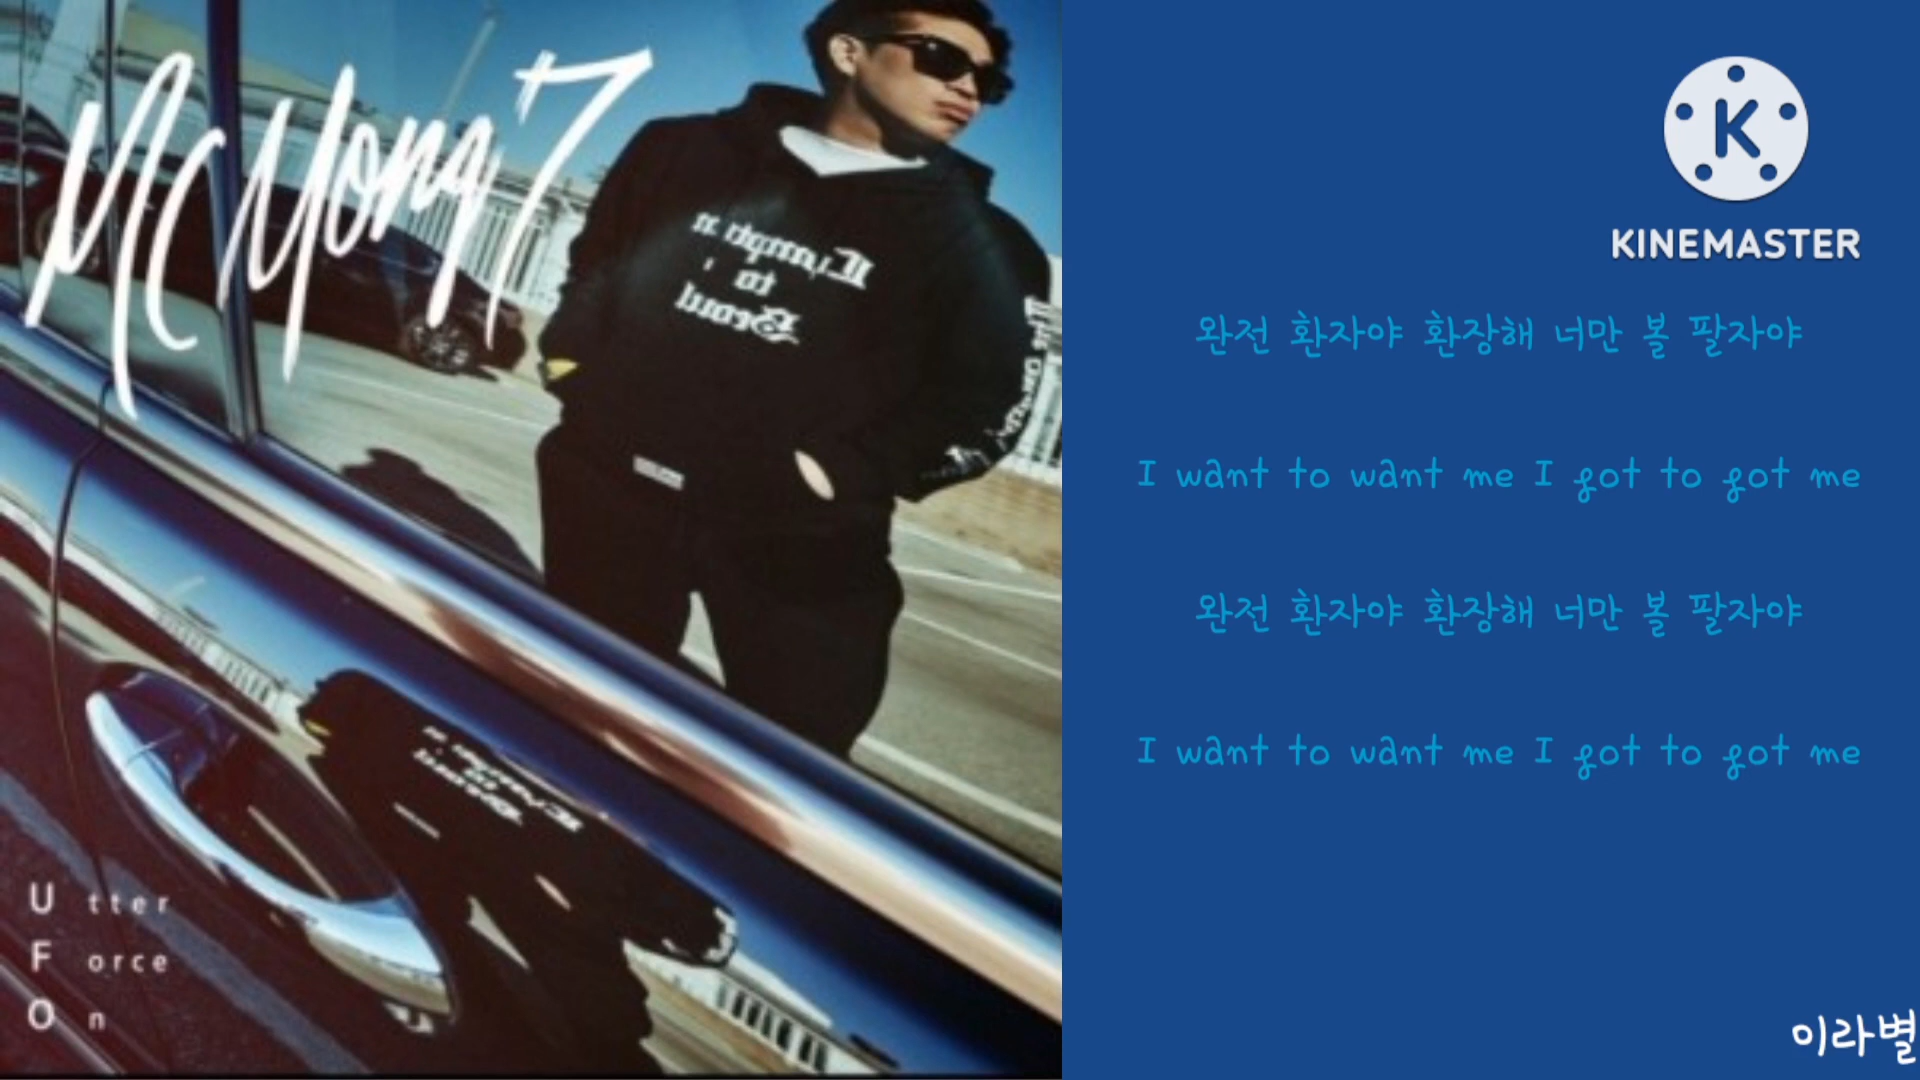 MC Mong 7
U tter
F orce
O n
K
KINEMASTER
완전 환자야 환장해 너만 볼 팔자야
I want to want me I got to got me
완전 환자야 환장해 너만 볼 팔자야
I want to want me I got to got me
이라별